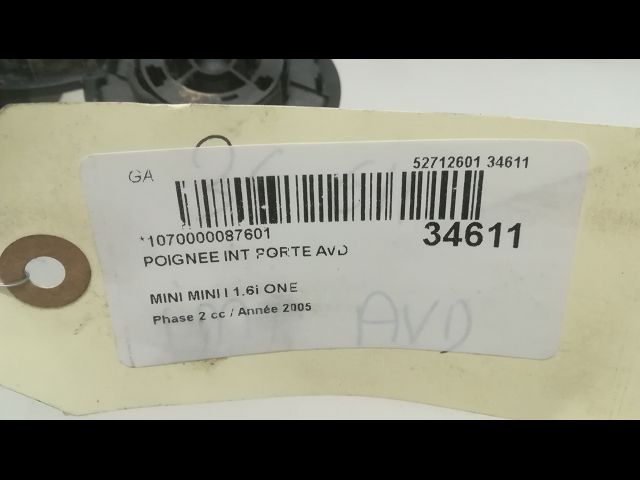 GA
52712601 34611
*1070000087601
34611
POIGNEE INT PORTE AVD
MINI MINI I 1.6i ONE
Phase 2 cc / Année 2005
AVD